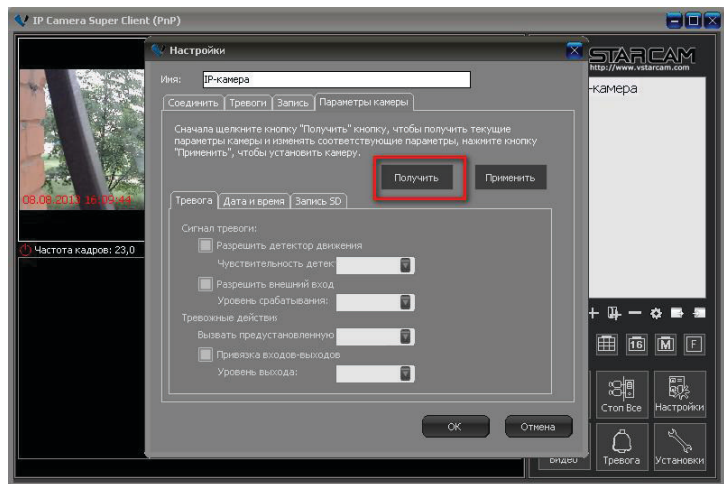 IP Camera Super Client (PnP)
08.08.2013 16:09:44
Частота кадров: 23,0
Настройки
Имя: IP-камера
Соединить Тревоги Запись Параметры камеры
Сначала щелкните кнопку "Получить" кнопку, чтобы получить текущие
параметры камеры и изменять соответствующие параметры, нажмите кнопку
"Применить", чтобы установить камеру.
Получить Применить
Тревога Дата и время Запись SD
Сигнал тревоги:
Разрешить детектор движения
Чувствительность детек
Разрешить внешний вход
Уровень срабатывания:
Тревожные действи
Вызвать предустановленную
Привязка входов-выходов
Уровень выхода:
OK Отмена
STARCAM
http://www.vstarcam.com
-камера
16 M F
Стоп Все Настройки
Видео Тревога Установки